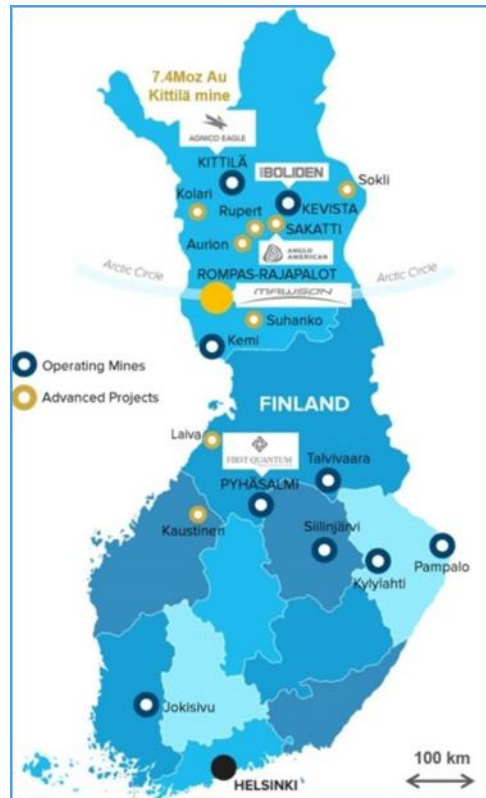 7.4Moz Au
Kittilä mine
AGNICO EAGLE
KITTILÄ
BOLIDEN
Sokli
Kolari
KEVISTA
Rupert
SAKATTI
Aurion
ANGLO
AMERICAN
Arctic Circle
ROMPAS-RAJAPALOT
Arctic Circle
MAWSON
Suhanko
Kemi
Operating Mines
Advanced Projects
FINLAND
Laiva
FIRST QUANTUM
Talvivaara
PYHÄSALMI
Kaustinen
Siilinjärvi
Pampalo
Kylylahti
Jokisivu
100 km
HELSINKI